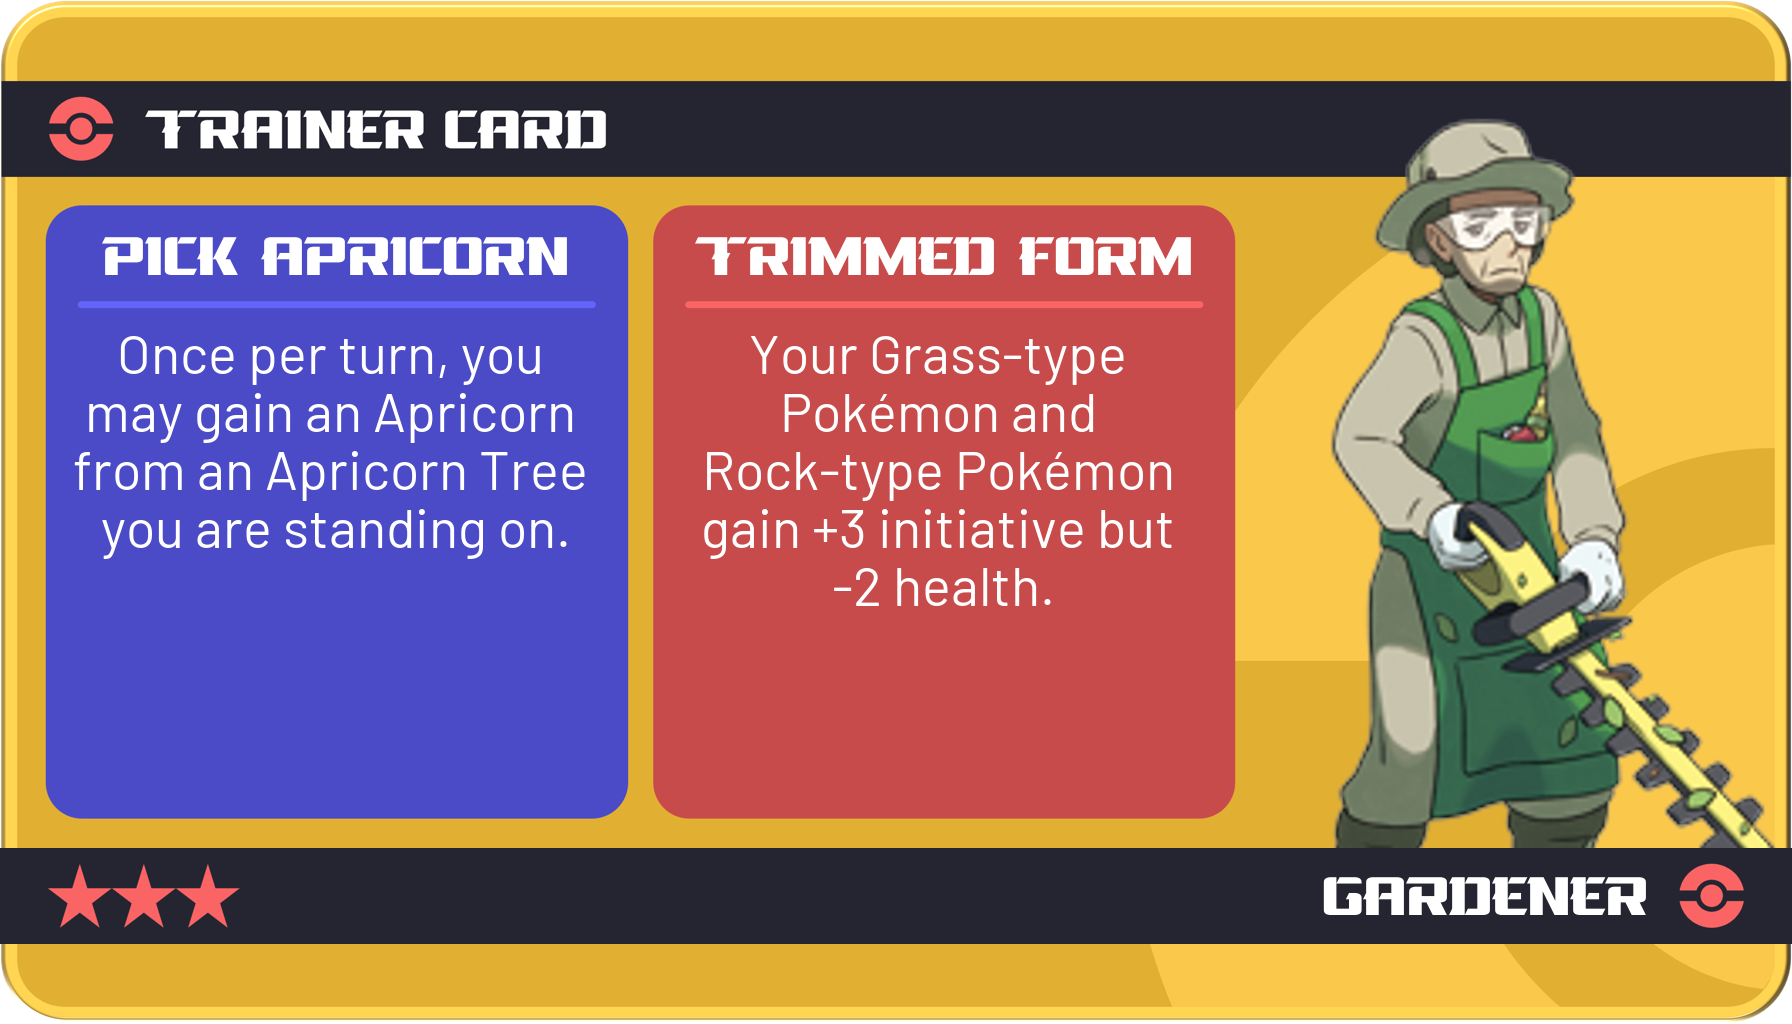 TRAINER CARD
PICK APRICORN
Once per turn, you
may gain an Apricorn
from an Apricorn Tree
you are standing on.
TRIMMED FORM
Your Grass-type
Pokémon and
Rock-type Pokémon
gain +3 initiative but
-2 health.
GARDENER